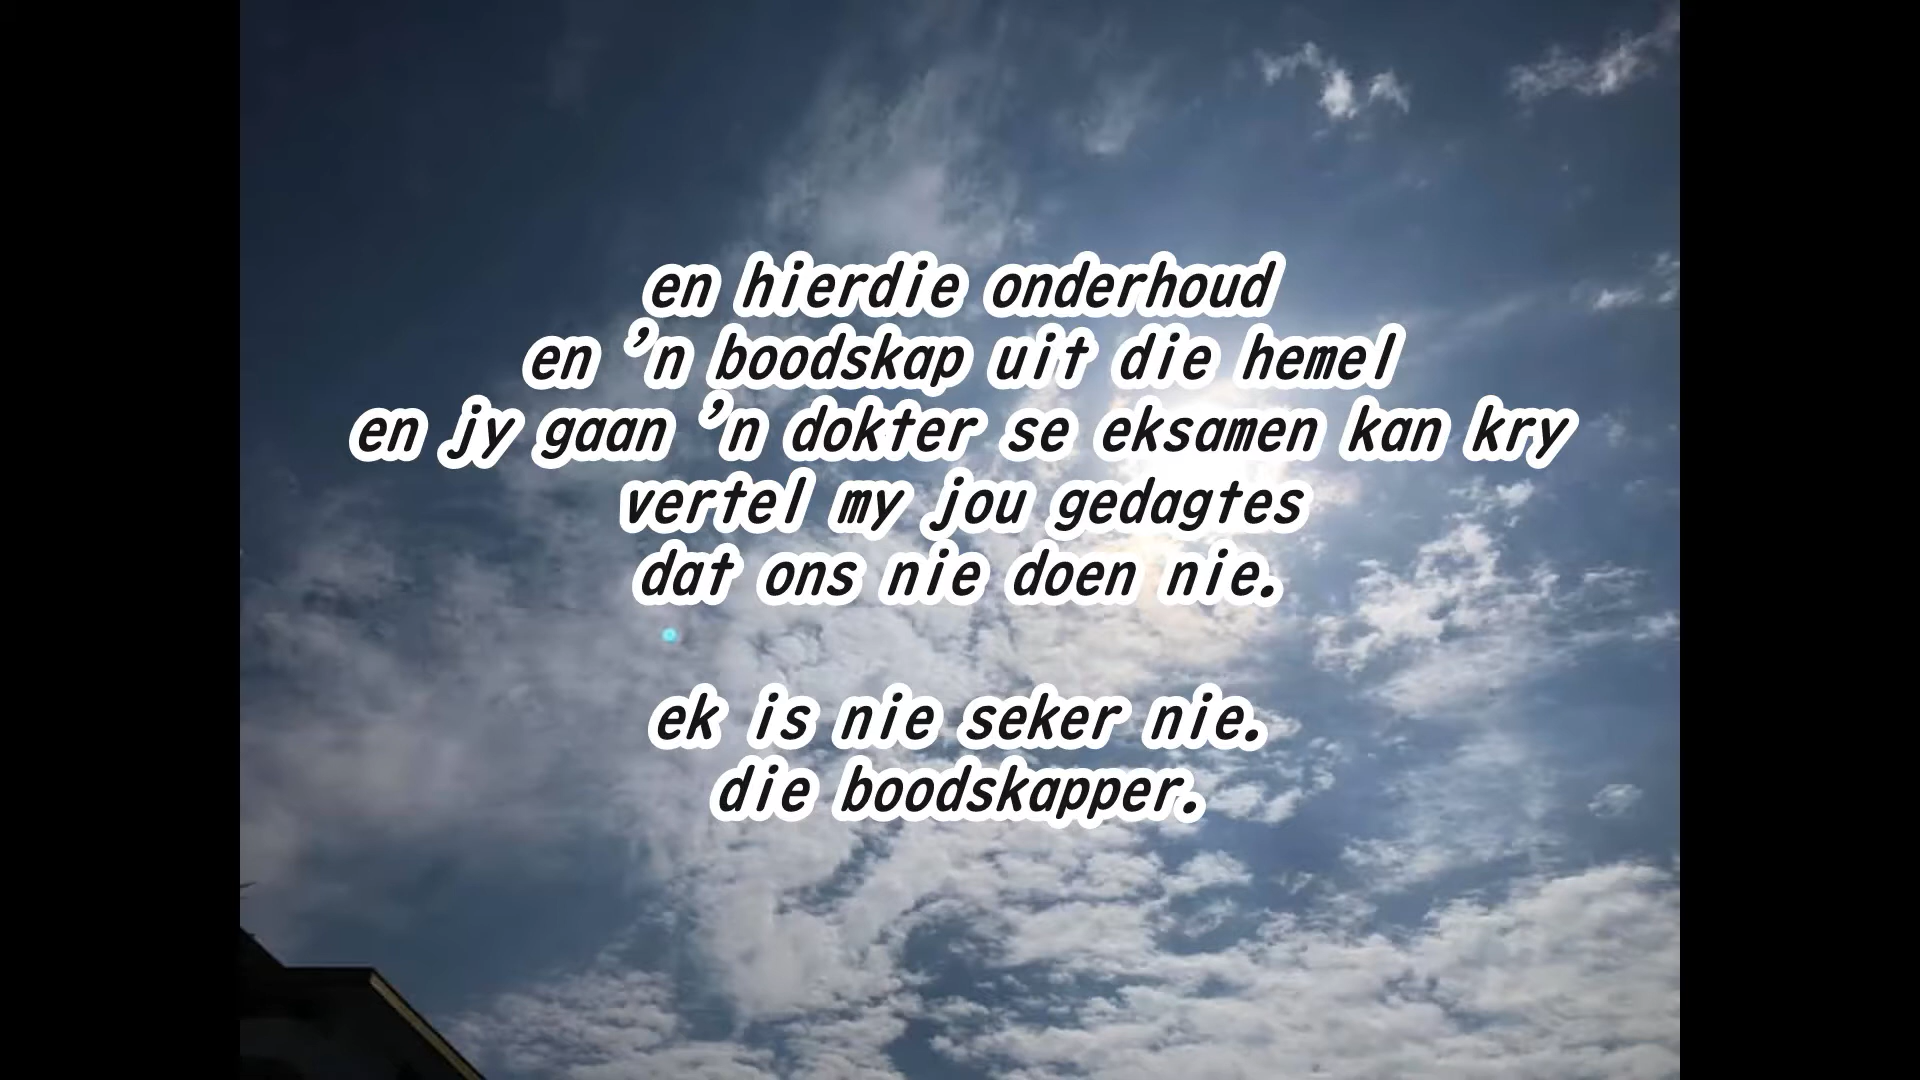 en hierdie onderhoud
en ’n boodskap uit die hemel
en jy gaan ’n dokter se eksamen kan kry
vertel my jou gedagtes
dat ons nie doen nie.
ek is nie seker nie.
die boodskapper.